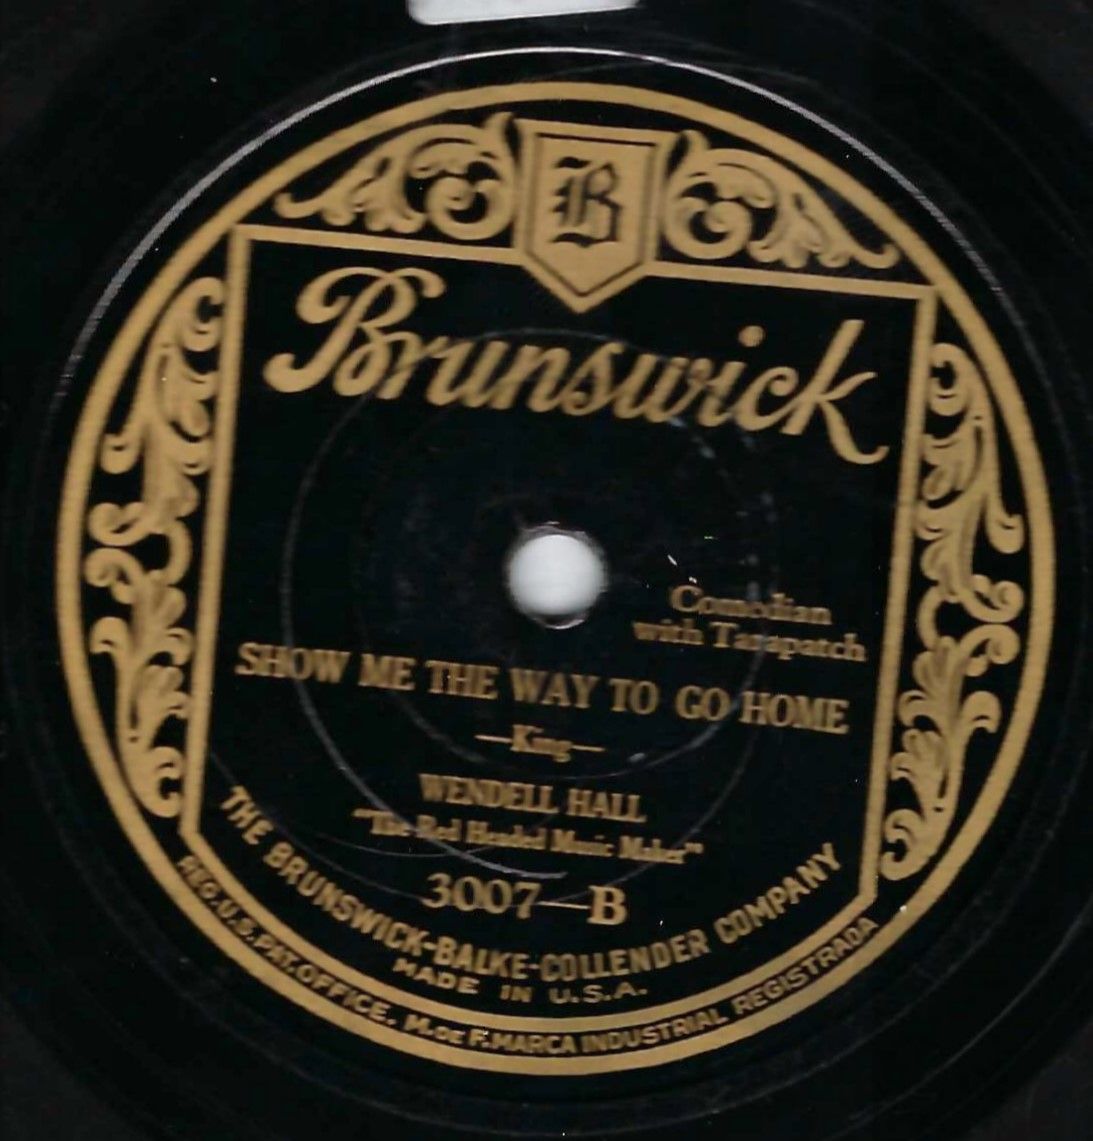 B
Brunswick
Comedian
with Tarapatch
SHOW ME THE WAY TO GO HOME
—King—
WENDELL HALL
"The Red Headed Music Maker"
3007—B
THE BRUNSWICK-BALKE-COLLENDER COMPANY
MADE IN U.S.A.
REG.U.S.PAT.OFFICE. M.DE F.MARCA INDUSTRIAL REGISTRADA